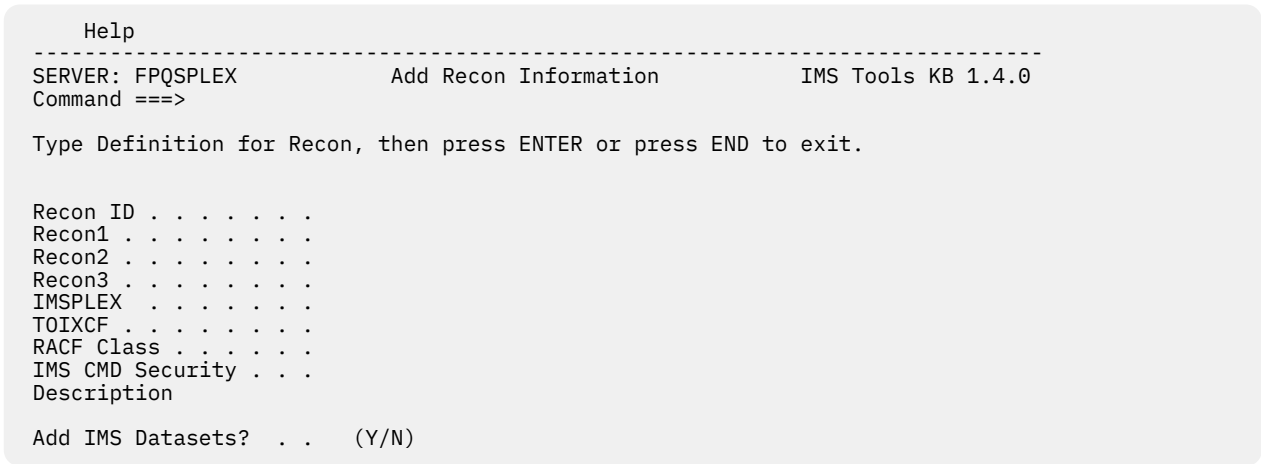 Help
--------------------------------------------------------------------------------
SERVER: FPQSPLEX            Add Recon Information           IMS Tools KB 1.4.0
Command ===>
Type Definition for Recon, then press ENTER or press END to exit.
Recon ID . . . . . . .
Recon1 . . . . . . . .
Recon2 . . . . . . . .
Recon3 . . . . . . . .
IMSPLEX  . . . . . . .
TOIXCF . . . . . . . .
RACF Class . . . . . .
IMS CMD Security . . .
Description
Add IMS Datasets?  . .   (Y/N)